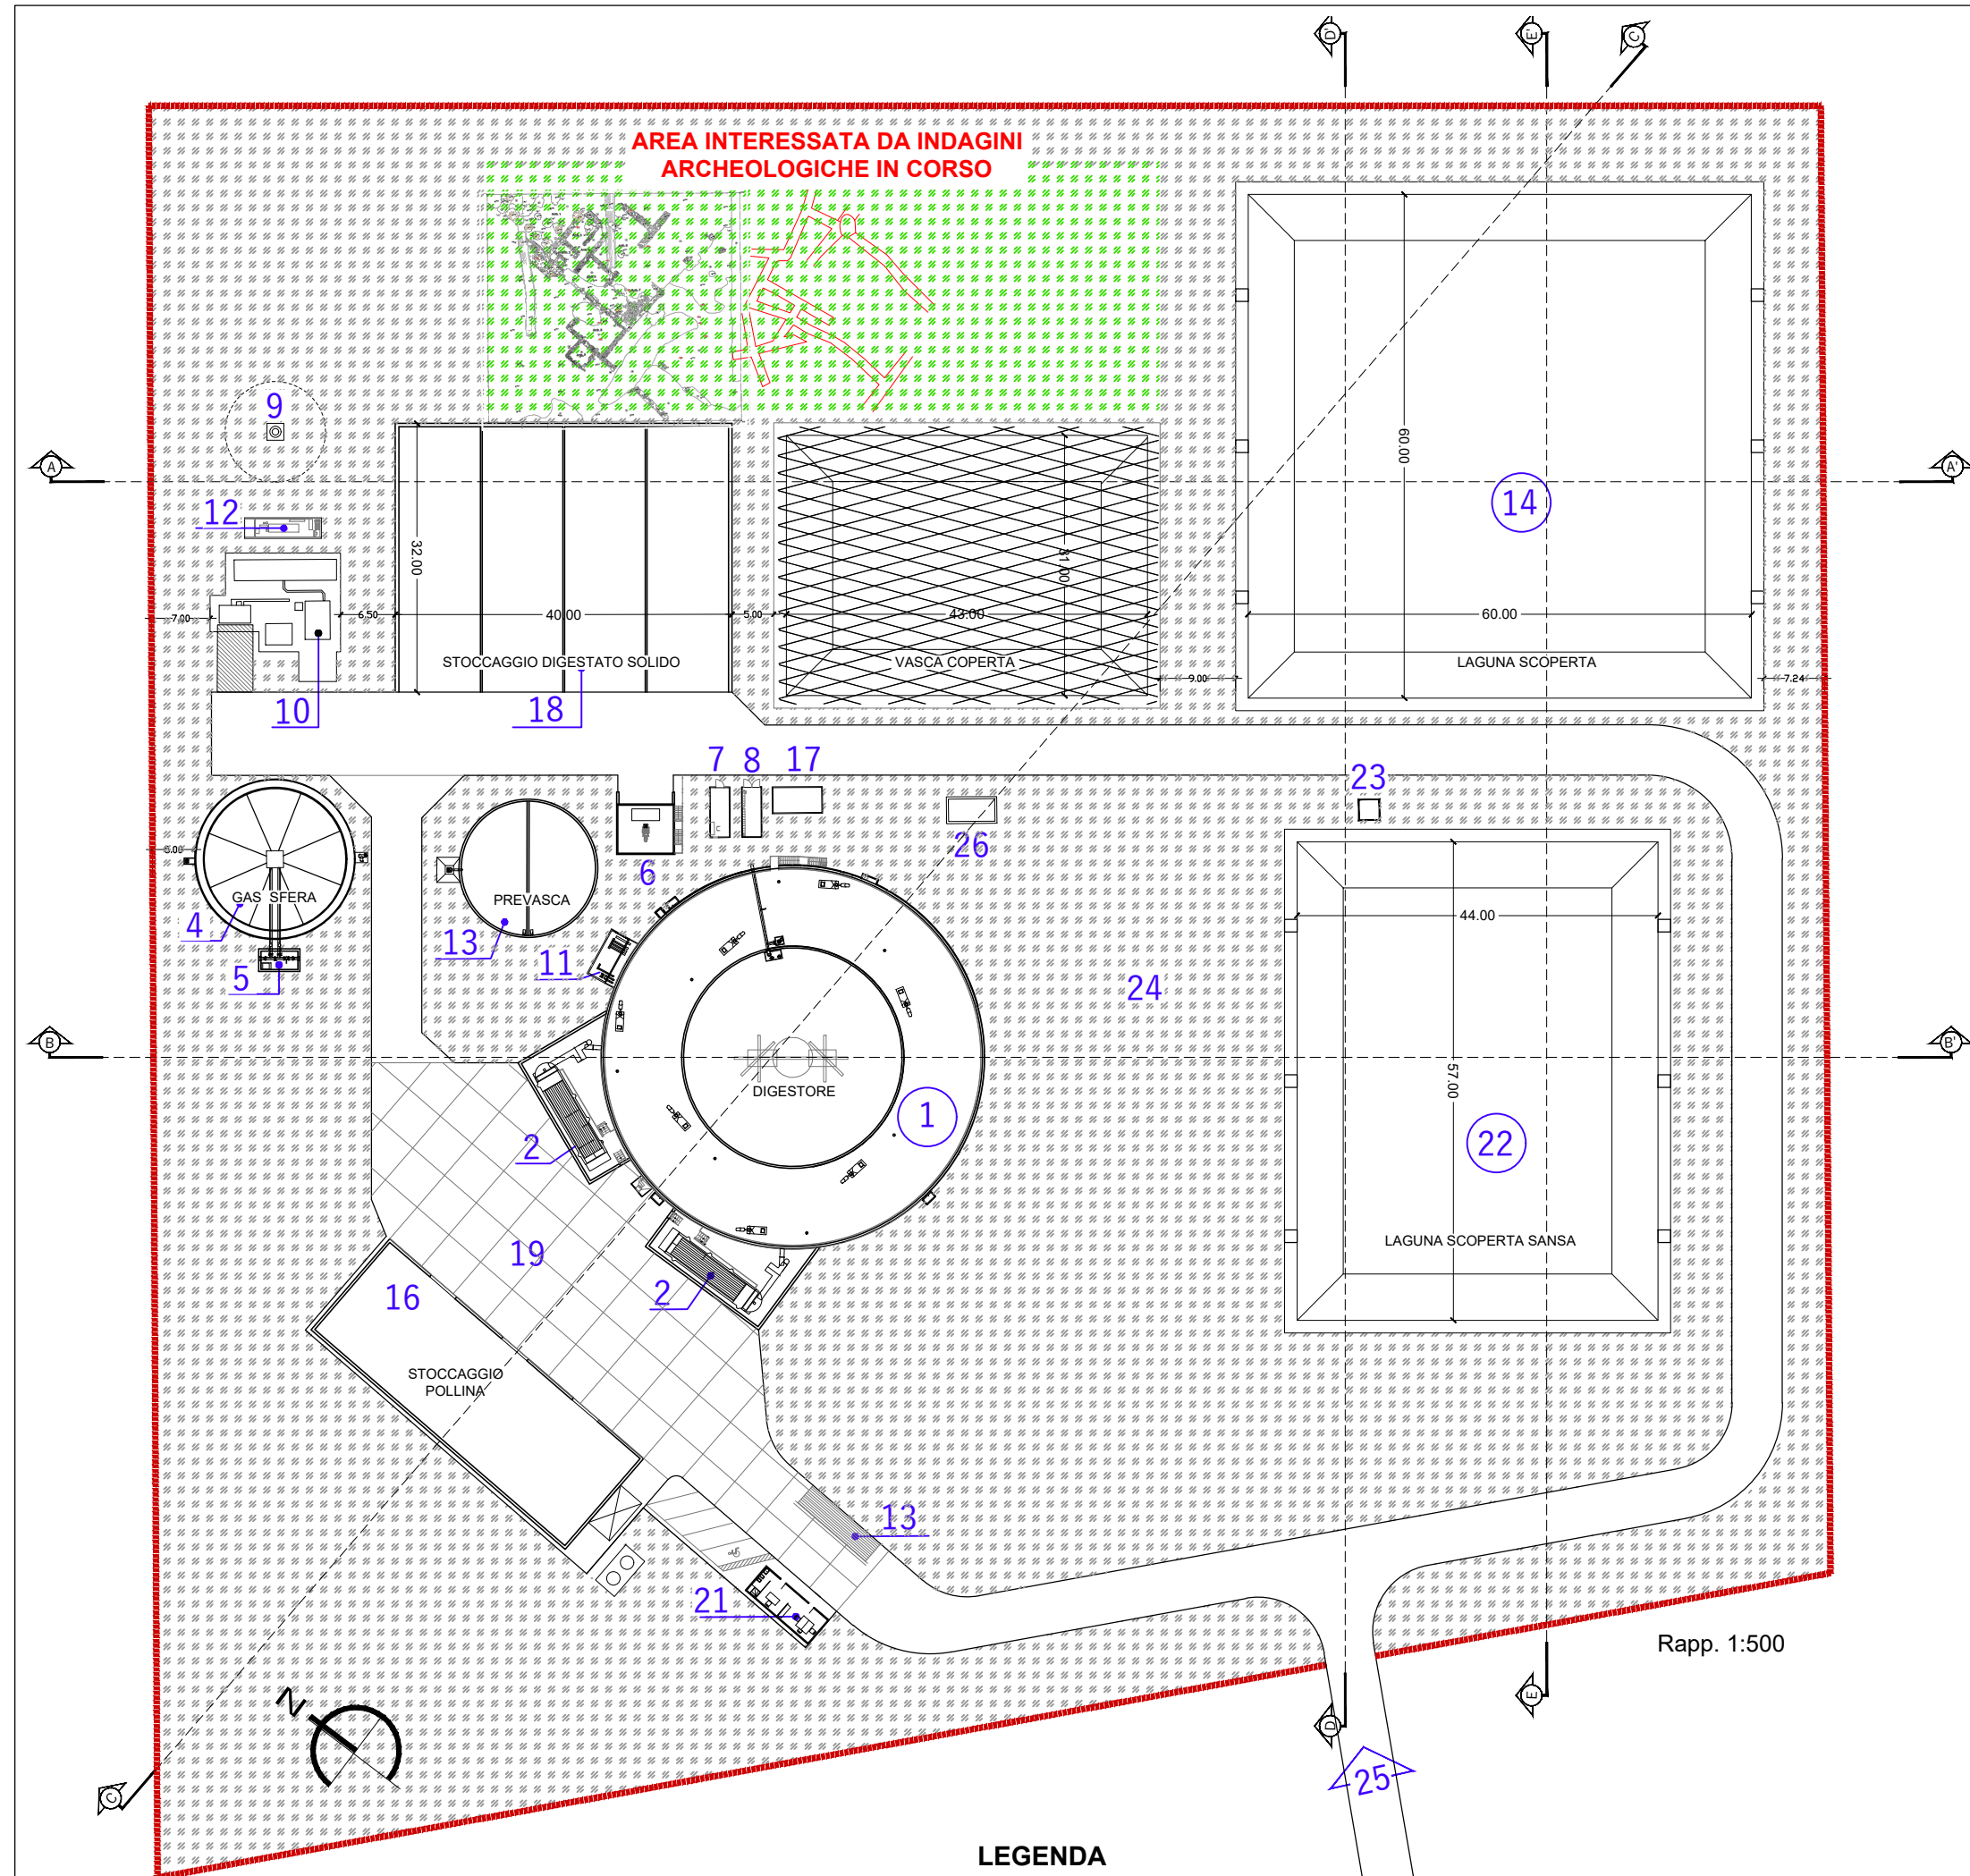 D'
E'
C'
AREA INTERESSATA DA INDAGINI
ARCHEOLOGICHE IN CORSO
9
A
A'
60.00
14
12
32.00
31.00
7.00
6.50
40.00
5.00
43.00
60.00
STOCCAGGIO DIGESTATO SOLIDO
VASCA COPERTA
LAGUNA SCOPERTA
9.00
7.24
10
18
7
8
17
23
26
6
5.00
GAS SFERA
PREVASCA
4
13
44.00
11
5
24
B
B'
DIGESTORE
57.00
1
2
22
19
LAGUNA SCOPERTA SANSA
16
2
STOCCAGGIO
POLLINA
13
21
Rapp. 1:500
N
E
D
25
C
LEGENDA